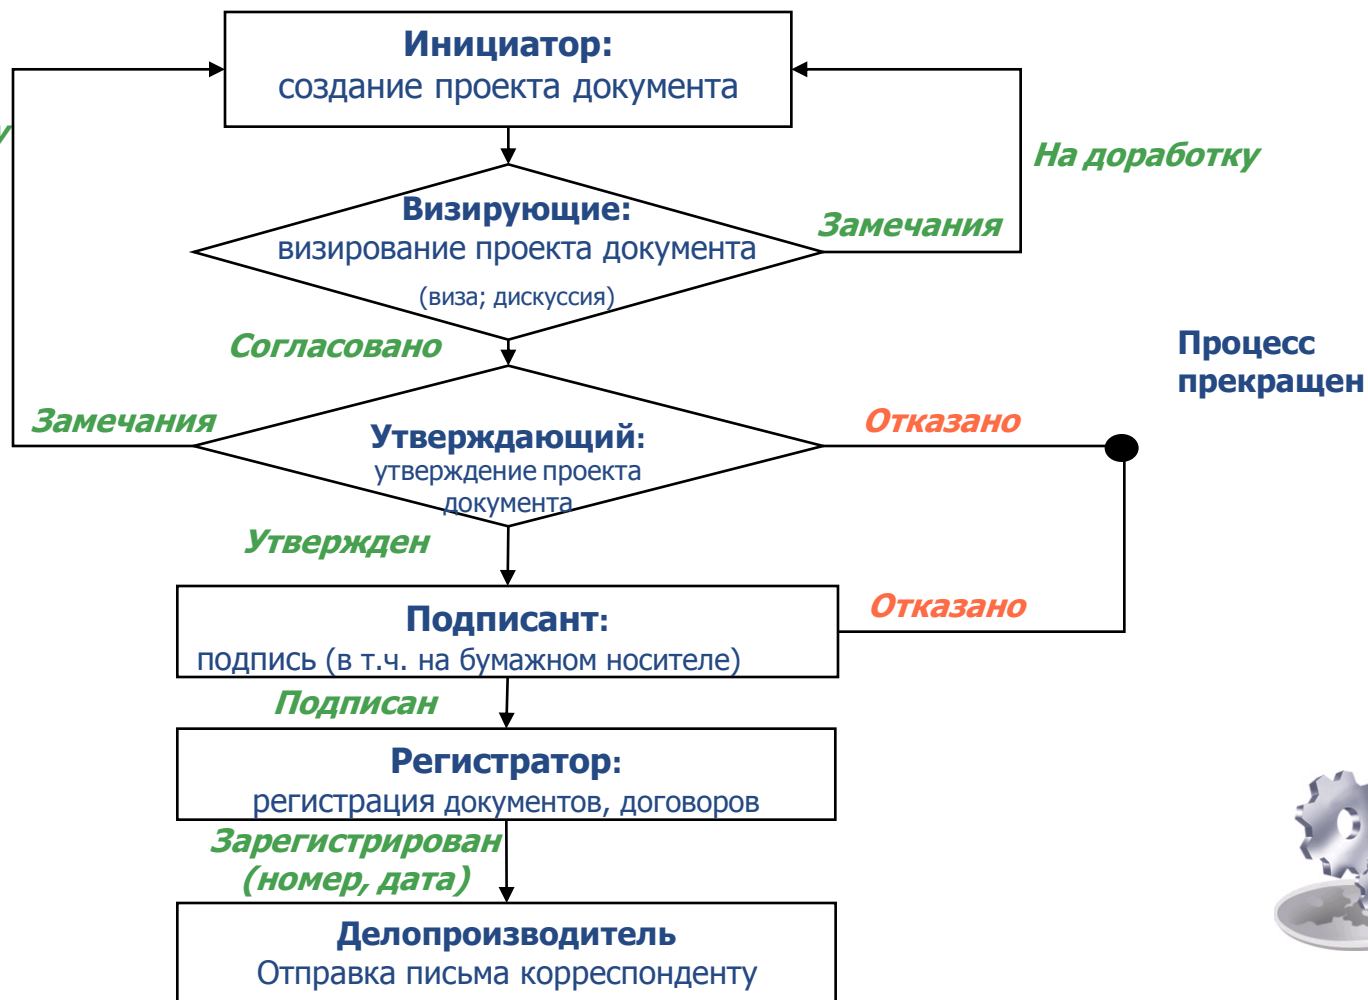 Инициатор:
создание проекта документа
На доработку
Визирующие:
визирование проекта документа
(виза; дискуссия)
Замечания
Согласовано
Процесс
прекращен
Замечания
Утверждающий:
утверждение проекта
документа
Отказано
Утвержден
Подписант:
подпись (в т.ч. на бумажном носителе)
Отказано
Подписан
Регистратор:
регистрация документов, договоров
Зарегистрирован
(номер, дата)
Делопроизводитель
Отправка письма корреспонденту